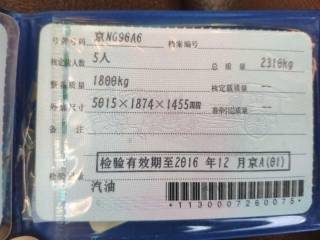 号牌号码 京NG96A6 档案编号
核定载人数 5人 总质量 2310kg
整备质量 1800kg 核定载质量 --
外廓尺寸 5015×1874×1455mm 准牵引总质量 --
检验有效期至2016 年12 月京A(01)
检验记录
汽油
*1130007260075*